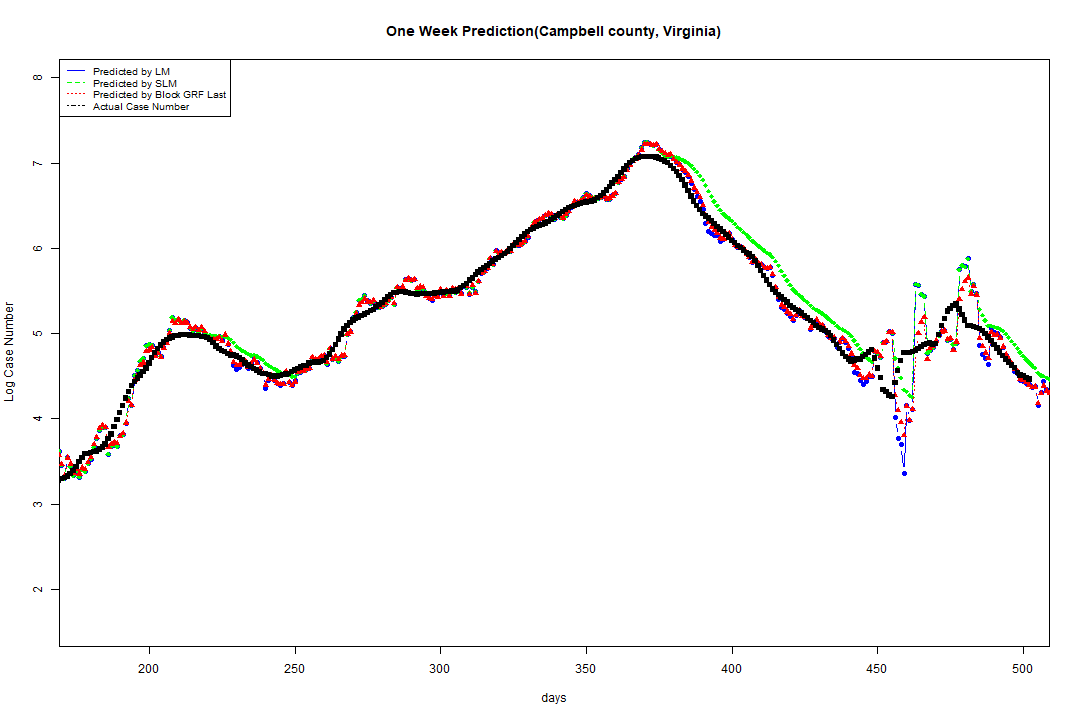 One Week Prediction(Campbell county, Virginia)
Predicted by LM
Predicted by SLM
Predicted by Block GRF Last
Actual Case Number
8
7
6
5
4
3
2
Log Case Number
200
250
300
350
400
450
500
days